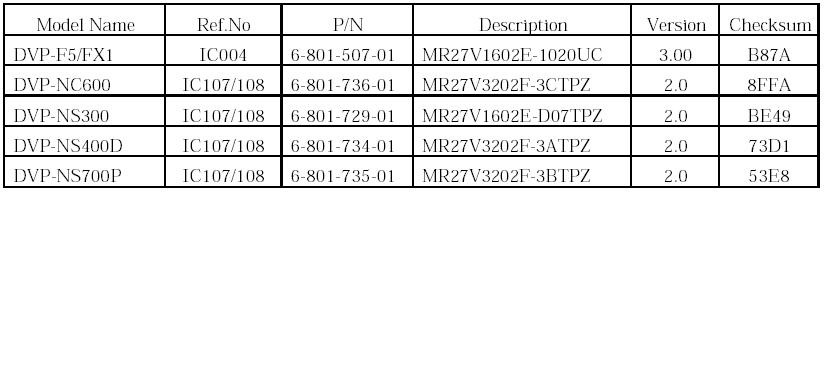 Model Name Ref.No P/N Description Version Checksum
DVP-F5/FX1 IC004 6-801-507-01 MR27V1602E-1020UC 3.00 B87A
DVP-NC600 IC107/108 6-801-736-01 MR27V3202F-3CTPZ 2.0 8FFA
DVP-NS300 IC107/108 6-801-729-01 MR27V1602E-D07TPZ 2.0 BE49
DVP-NS400D IC107/108 6-801-734-01 MR27V3202F-3ATPZ 2.0 73D1
DVP-NS700P IC107/108 6-801-735-01 MR27V3202F-3BTPZ 2.0 53E8